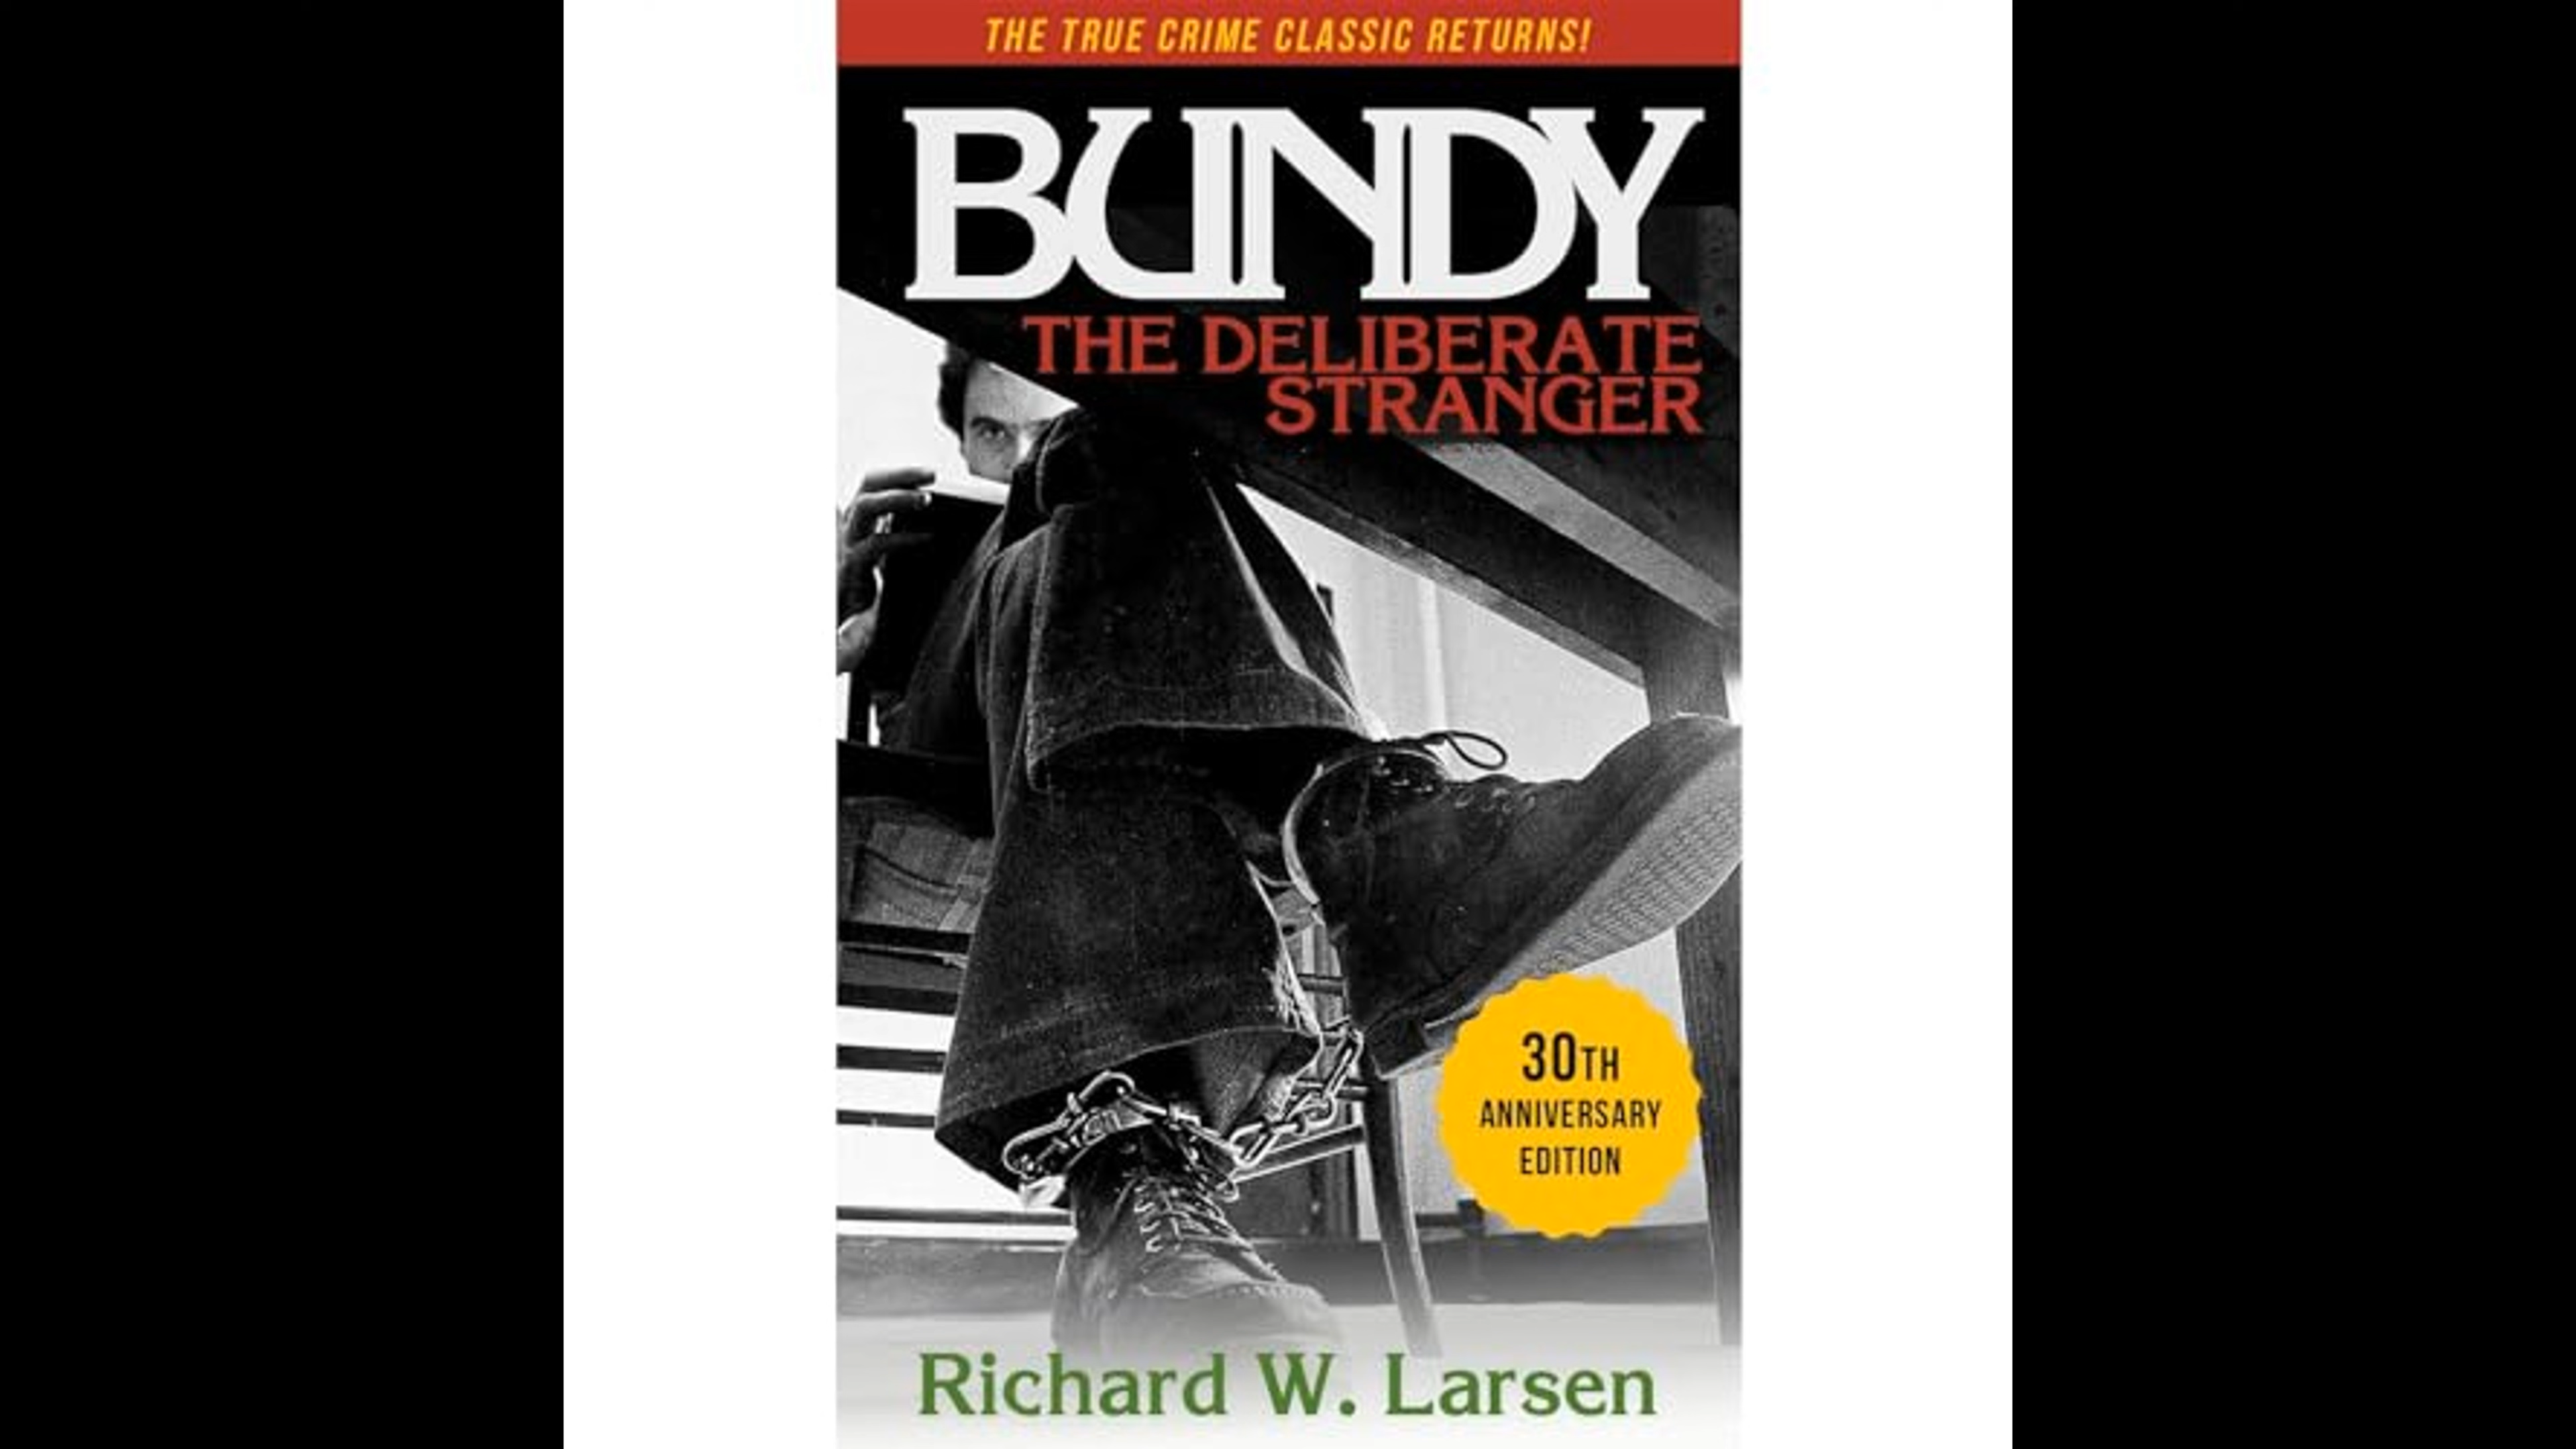 THE TRUE CRIME CLASSIC RETURNS!
BUNDY
THE DELIBERATE
STRANGER
30TH
ANNIVERSARY
EDITION
Richard W. Larsen